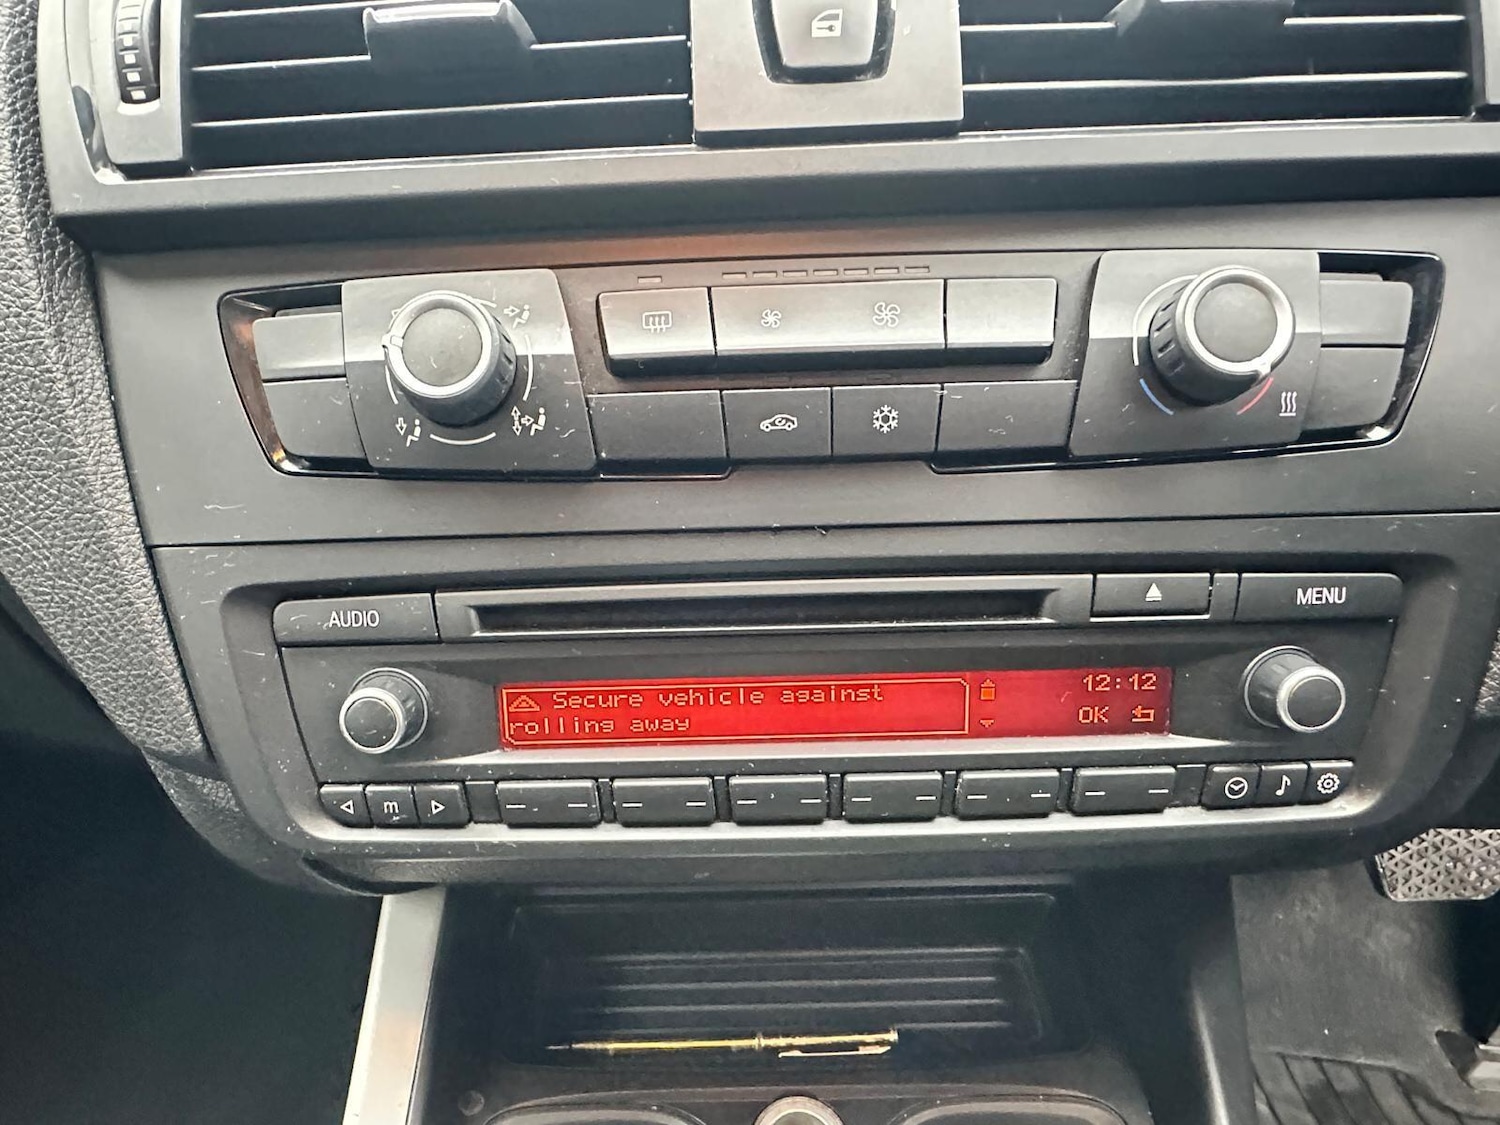 AUDIO
MENU
Secure vehicle against
rolling away
12:12
OK
m